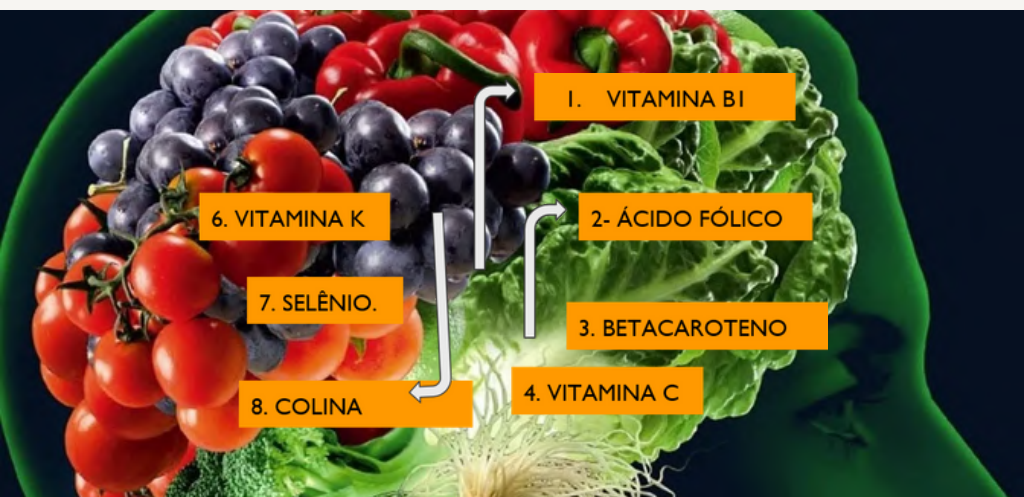 1. VITAMINA B1
2- ÁCIDO FÓLICO
3. BETACAROTENO
4. VITAMINA C
6. VITAMINA K
7. SELÊNIO.
8. COLINA